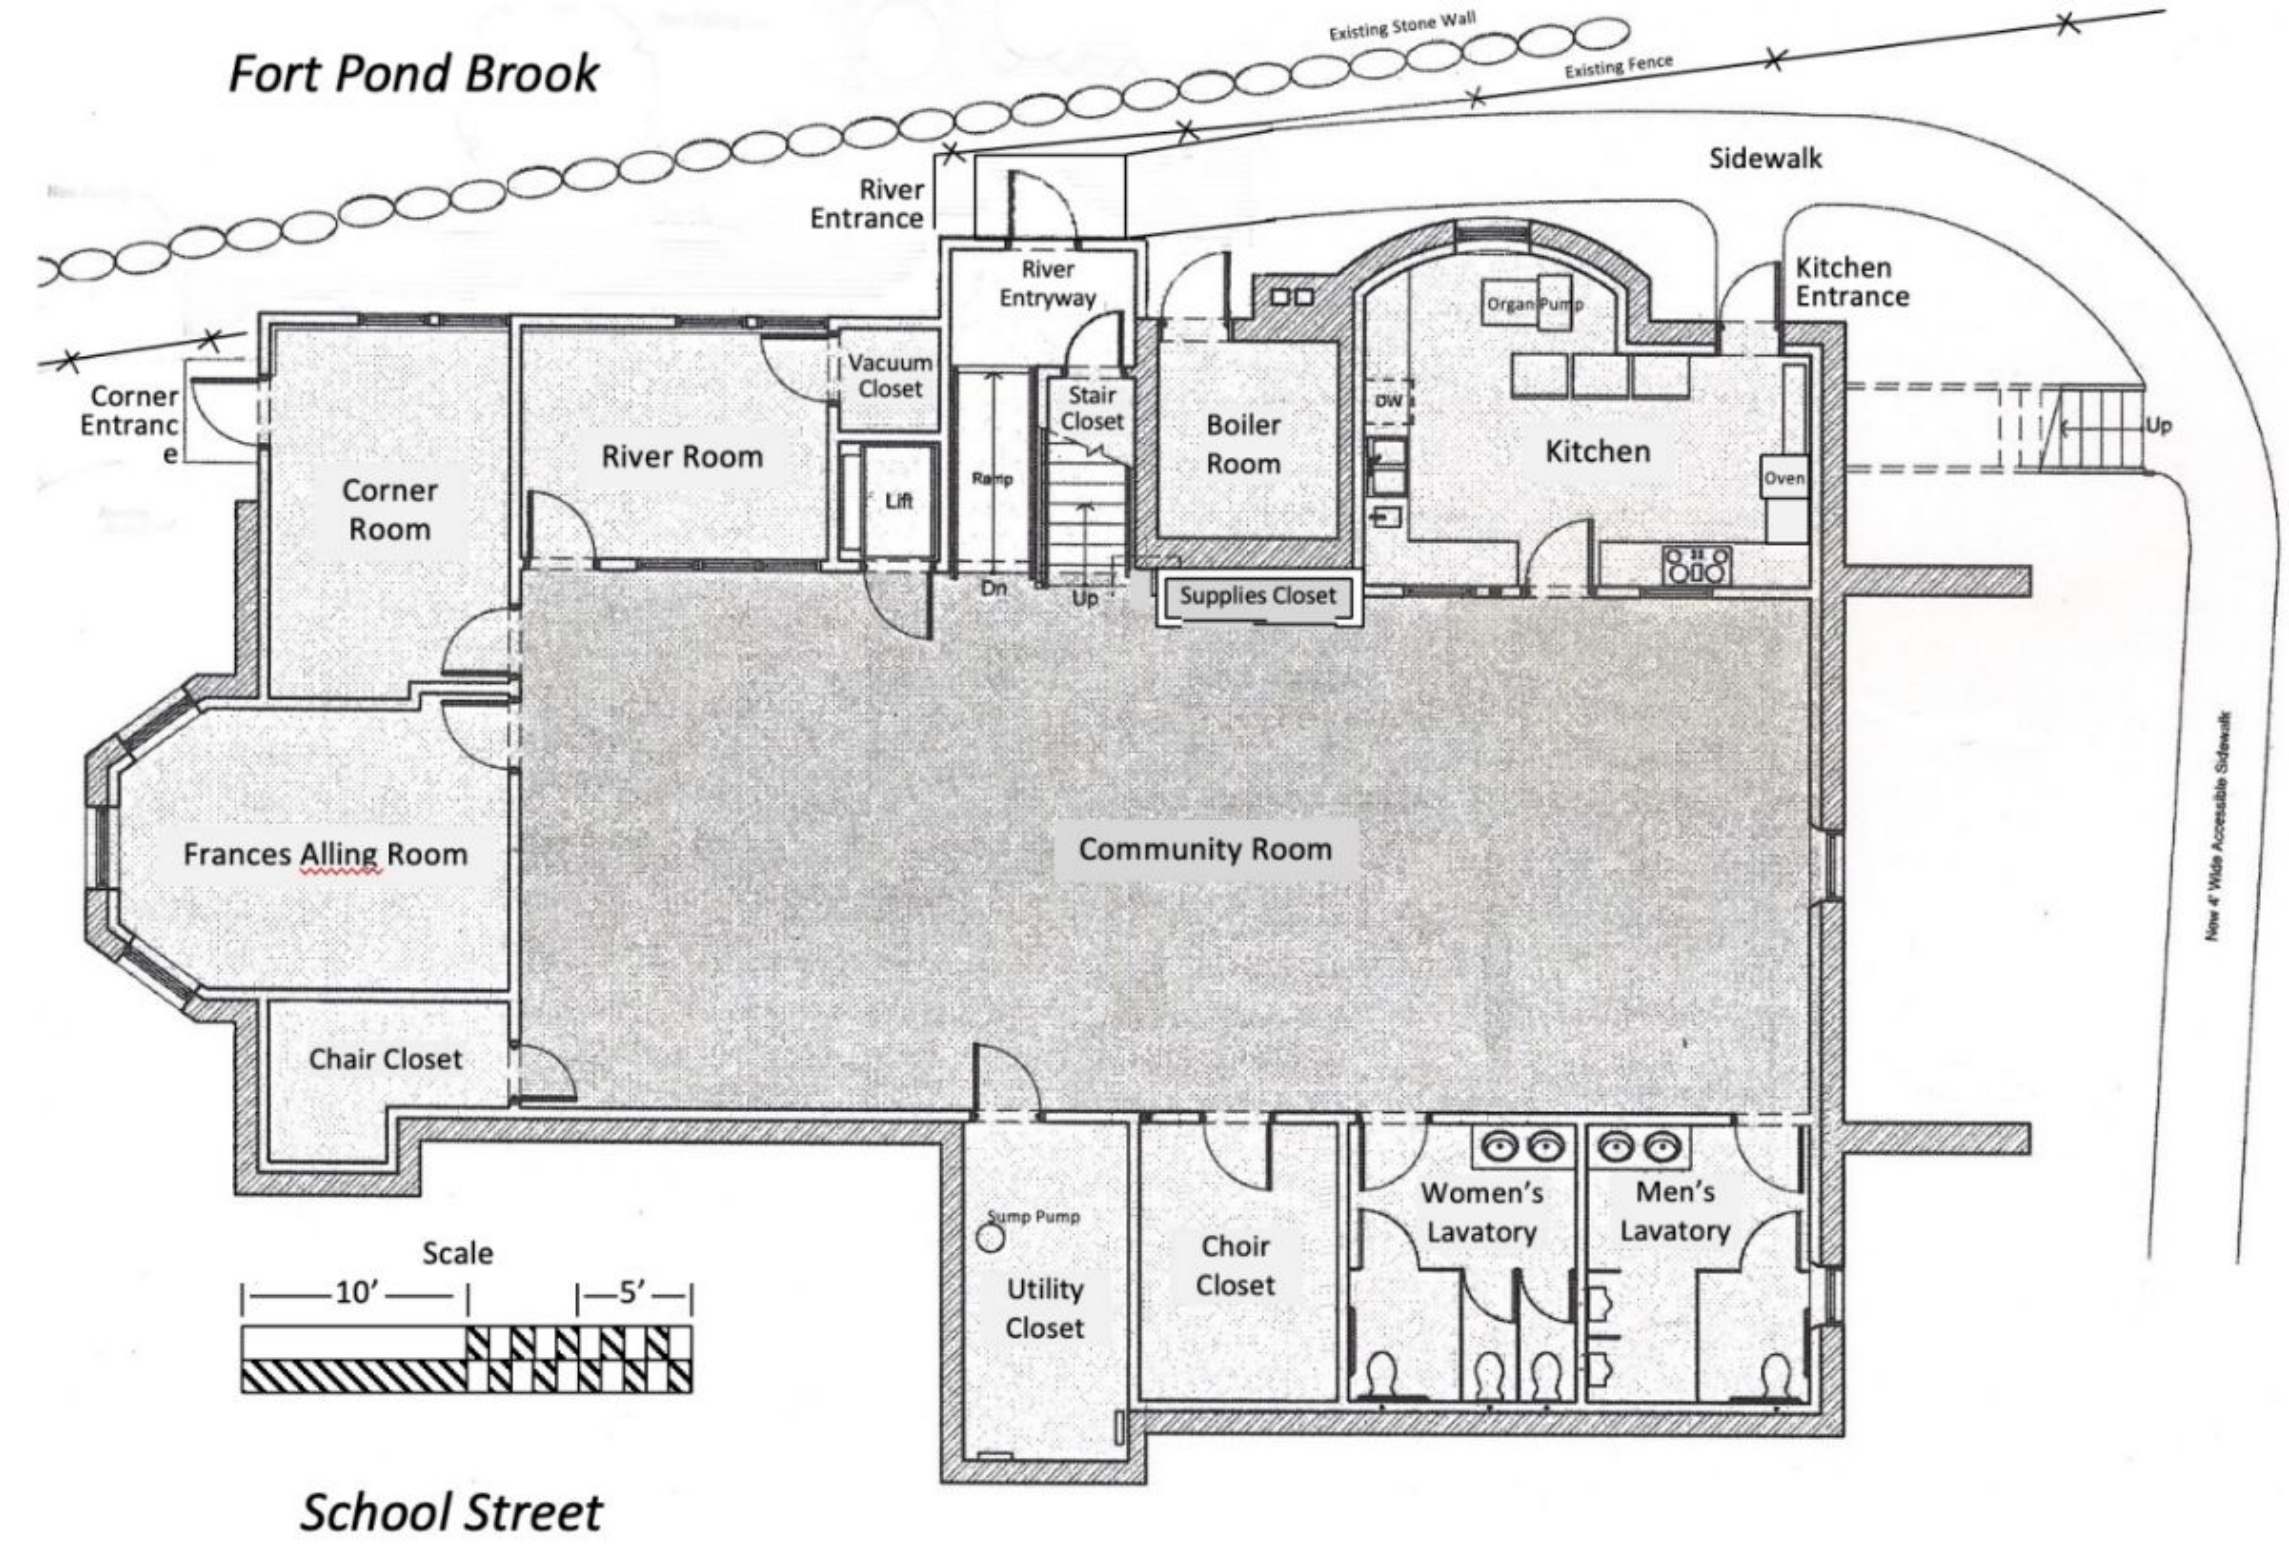 Existing Stone Wall
Fort Pond Brook
Existing Fence
Sidewalk
River
Entrance
Kitchen
Entrance
River
Entryway
Organ Pump
Corner
Entranc
e
Vacuum
Closet
Stair
Closet
DW
Boiler
Room
Kitchen
Up
River Room
Ramp
Lift
Oven
Corner
Room
Dn
Up
Supplies Closet
New 4' Wide Accessible Sidewalk
Community Room
Frances Alling Room
Chair Closet
Women's
Lavatory
Men's
Lavatory
Sump Pump
Choir
Closet
Utility
Closet
Scale
10'
5'
School Street